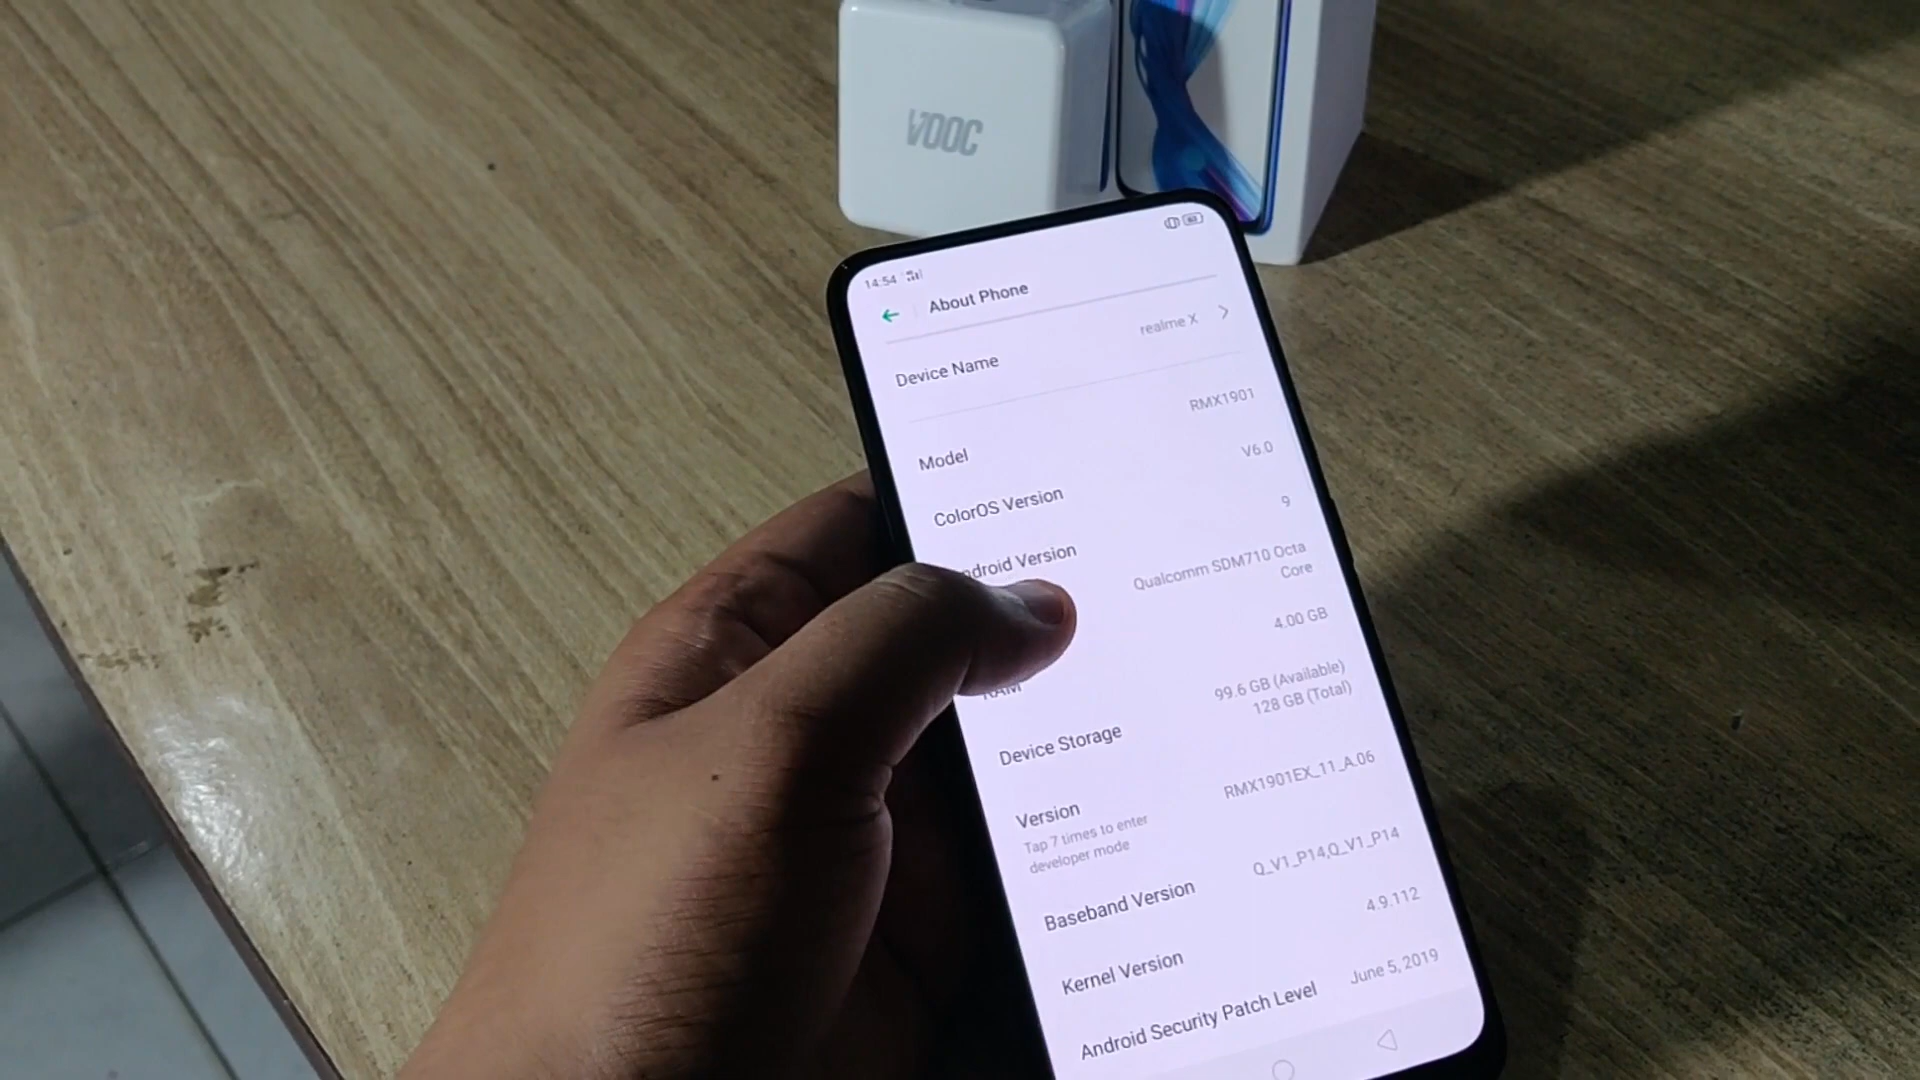 VOOC
14:54
About Phone
Device Name
realme X
Model
RMX1901
ColorOS Version
V6.0
ndroid Version
9
Qualcomm SDM710 Octa
Core
RAM
4.00 GB
Device Storage
99.6 GB (Available)
128 GB (Total)
Version
Tap 7 times to enter
developer mode
RMX1901EX_11_A.06
Baseband Version
Q_V1_P14,Q_V1_P14
Kernel Version
4.9.112
Android Security Patch Level
June 5, 2019